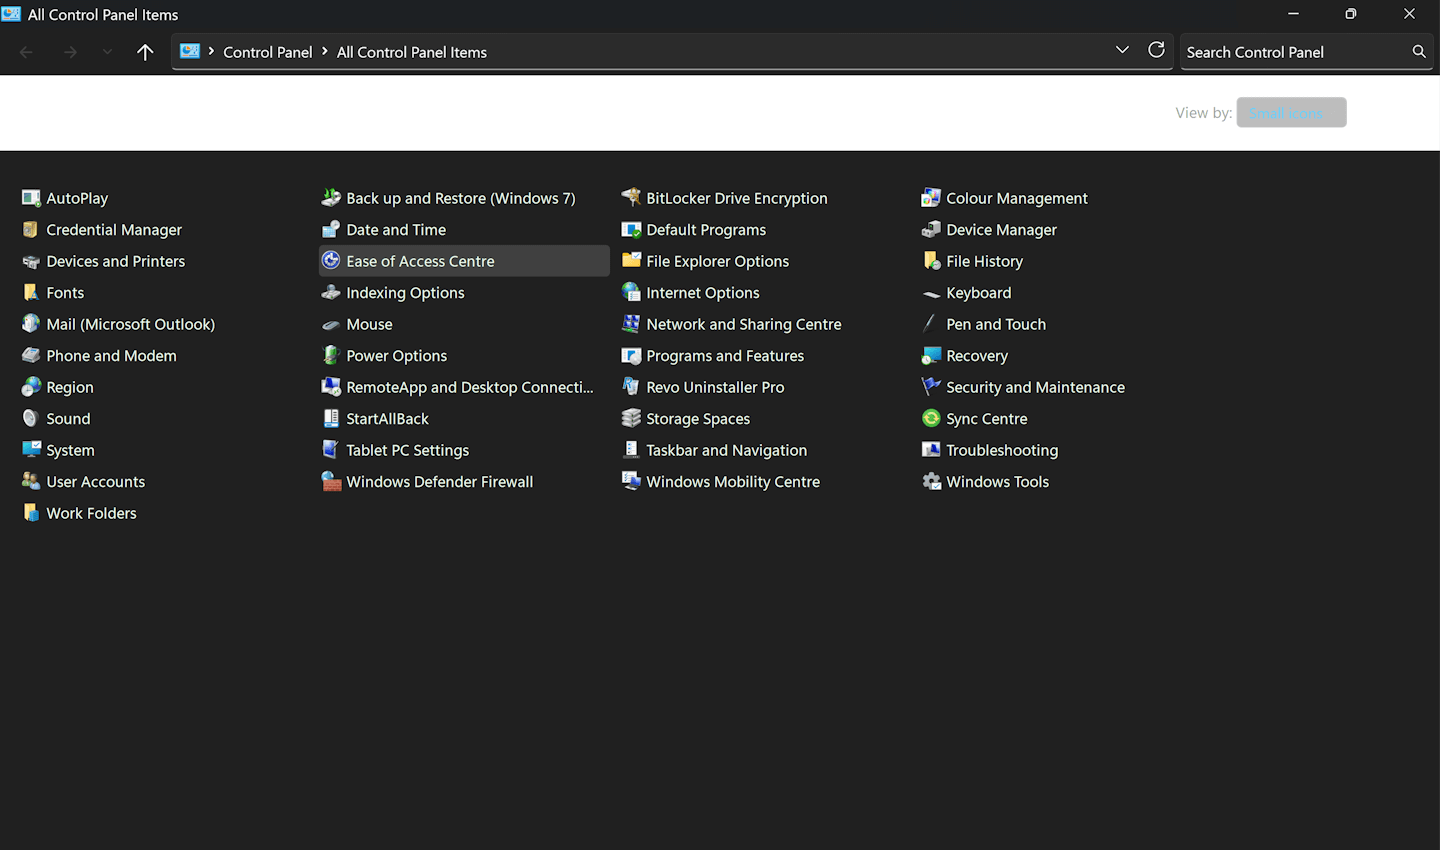 All Control Panel Items
Control Panel > All Control Panel Items
Search Control Panel
View by: Small icons
AutoPlay
Back up and Restore (Windows 7)
BitLocker Drive Encryption
Colour Management
Credential Manager
Date and Time
Default Programs
Device Manager
Devices and Printers
Ease of Access Centre
File Explorer Options
File History
Fonts
Indexing Options
Internet Options
Keyboard
Mail (Microsoft Outlook)
Mouse
Network and Sharing Centre
Pen and Touch
Phone and Modem
Power Options
Programs and Features
Recovery
Region
RemoteApp and Desktop Connecti...
Revo Uninstaller Pro
Security and Maintenance
Sound
StartAllBack
Storage Spaces
Sync Centre
System
Tablet PC Settings
Taskbar and Navigation
Troubleshooting
User Accounts
Windows Defender Firewall
Windows Mobility Centre
Windows Tools
Work Folders